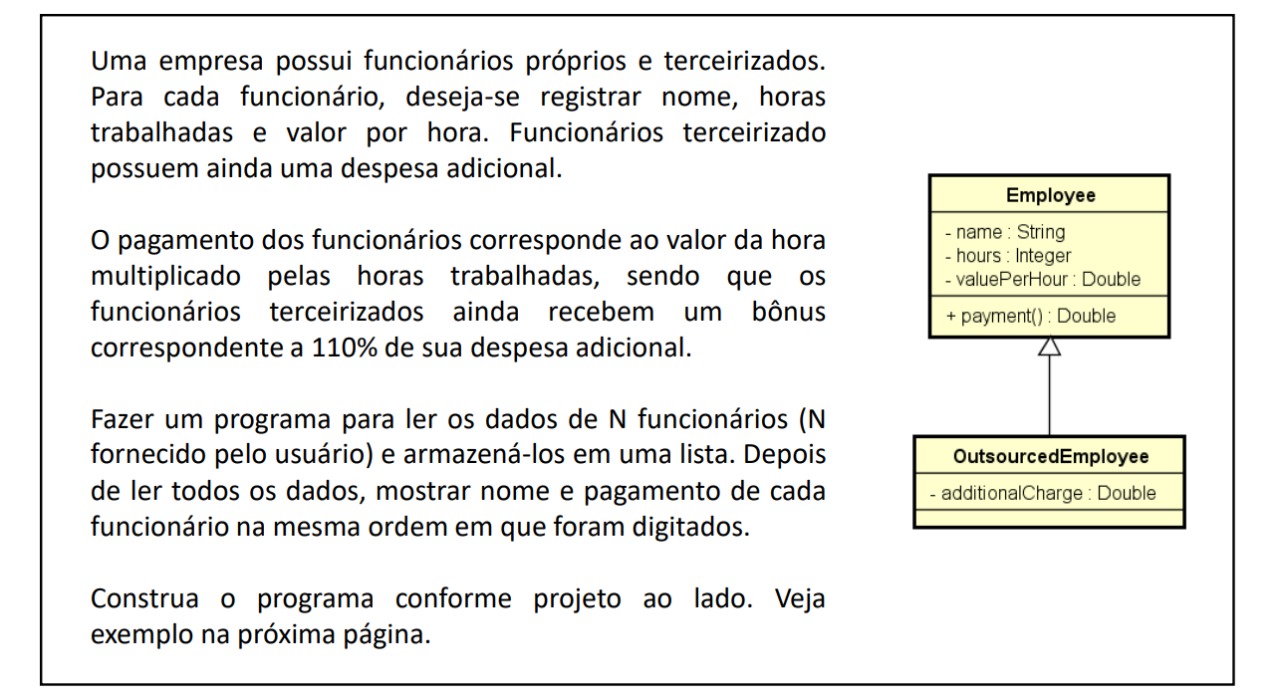 Uma empresa possui funcionários próprios e terceirizados.
Para cada funcionário, deseja-se registrar nome, horas
trabalhadas e valor por hora. Funcionários terceirizado
possuem ainda uma despesa adicional.
O pagamento dos funcionários corresponde ao valor da hora
multiplicado pelas horas trabalhadas, sendo que os
funcionários terceirizados ainda recebem um bônus
correspondente a 110% de sua despesa adicional.
Fazer um programa para ler os dados de N funcionários (N
fornecido pelo usuário) e armazená-los em uma lista. Depois
de ler todos os dados, mostrar nome e pagamento de cada
funcionário na mesma ordem em que foram digitados.
Construa o programa conforme projeto ao lado. Veja
exemplo na próxima página.
Employee
- name : String
- hours : Integer
- valuePerHour : Double
+ payment() : Double
OutsourcedEmployee
- additionalCharge : Double